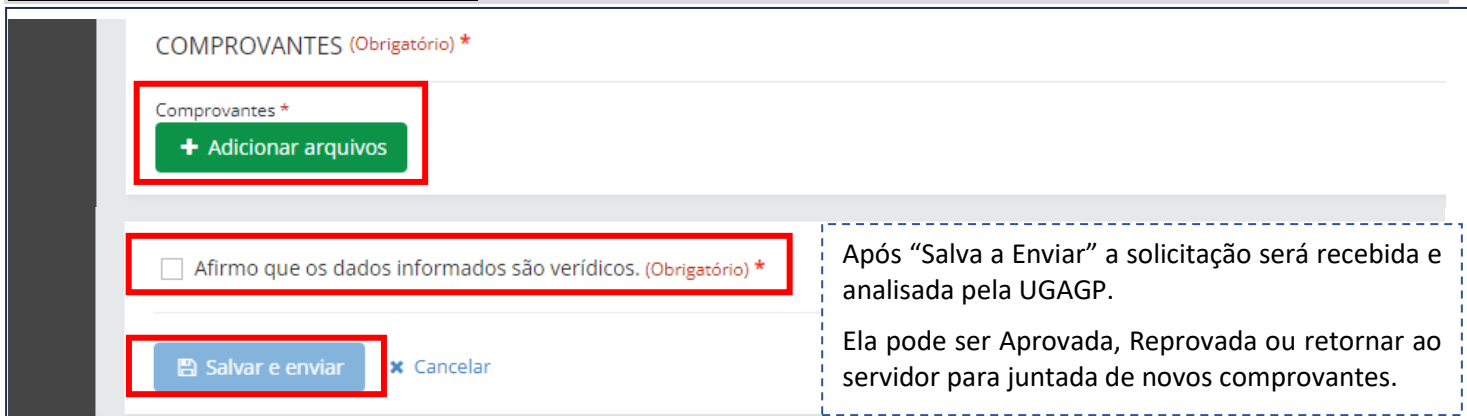 COMPROVANTES (Obrigatório) *
Comprovantes *
+ Adicionar arquivos
Afirmo que os dados informados são verídicos. (Obrigatório) *
Salvar e enviar
× Cancelar
Após “Salva a Enviar” a solicitação será recebida e
analisada pela UGAGP.
Ela pode ser Aprovada, Reprovada ou retornar ao
servidor para juntada de novos comprovantes.